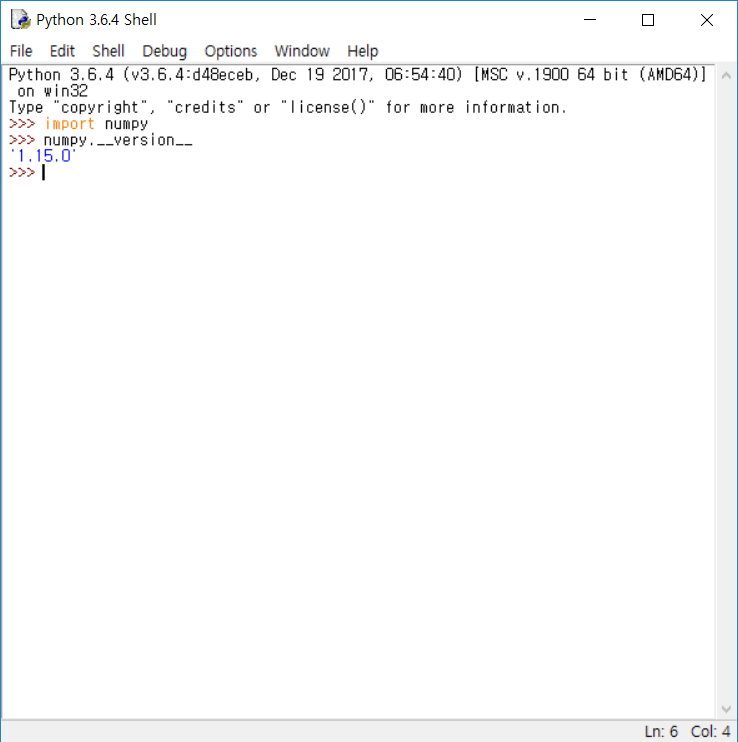 Python 3.6.4 Shell
File Edit Shell Debug Options Window Help
Python 3.6.4 (v3.6.4:d48eceb, Dec 19 2017, 06:54:40) [MSC v.1900 64 bit (AMD64)]
 on win32
Type "copyright", "credits" or "license()" for more information.
>>> import numpy
>>> numpy.__version__
'1.15.0'
>>>
Ln: 6 Col: 4